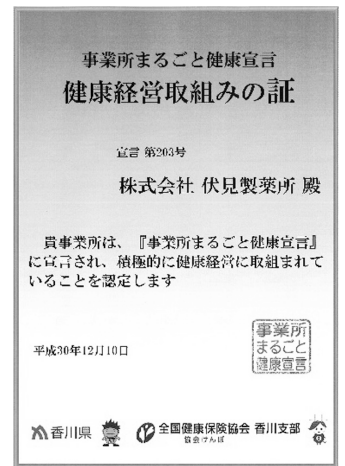 事業所まるごと健康宣言
健康経営取組みの証
宣言 第203号
株式会社 伏見製薬所 殿
貴事業所は、『事業所まるごと健康宣言』
に宣言され、積極的に健康経営に取組まれて
いることを認定します
事業所
まるごと
健康宣言
平成30年12月10日
香川県
全国健康保険協会 香川支部
協会けんぽ